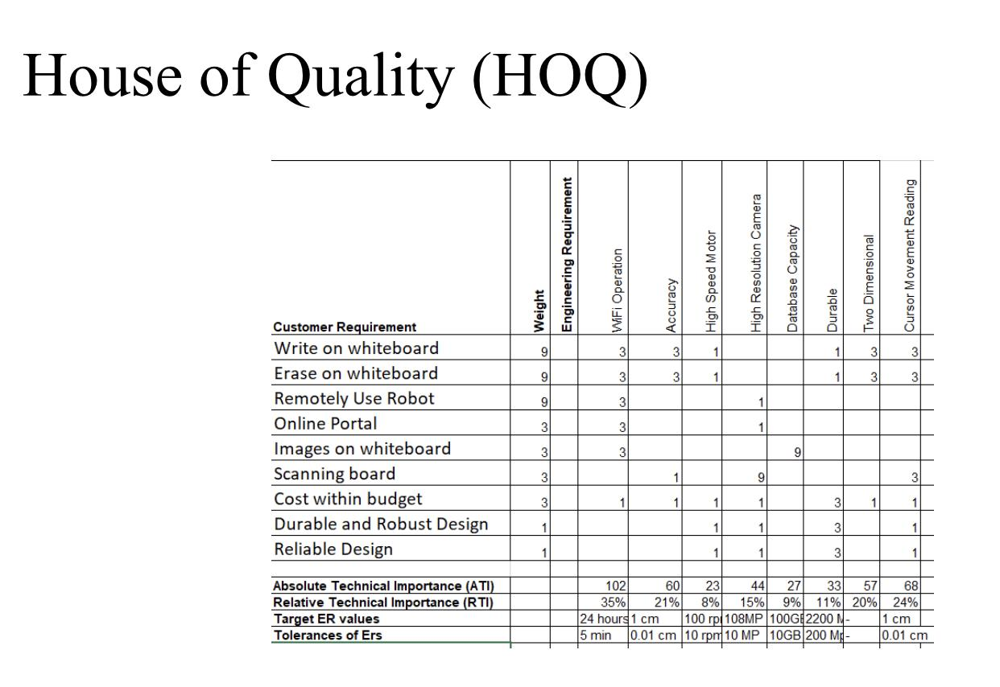 House of Quality (HOQ)
Customer Requirement Weight Engineering Requirement WiFi Operation Accuracy High Speed Motor High Resolution Camera Database Capacity Durable Two Dimensional Cursor Movement Reading
Write on whiteboard 9 3 3 1 1 3 3
Erase on whiteboard 9 3 3 1 1 3 3
Remotely Use Robot 9 3 1
Online Portal 3 3 1
Images on whiteboard 3 3 9
Scanning board 3 1 9 3
Cost within budget 3 1 1 1 1 3 1 1
Durable and Robust Design 1 1 1 3 1
Reliable Design 1 1 1 3 1
Absolute Technical Importance (ATI) 102 60 23 44 27 33 57 68
Relative Technical Importance (RTI) 35% 21% 8% 15% 9% 11% 20% 24%
Target ER values 24 hours 1 cm 100 rp 108MP 100G 2200 M - 1 cm
Tolerances of Ers 5 min 0.01 cm 10 rpm 10 MP 10GB 200 Mp - 0.01 cm